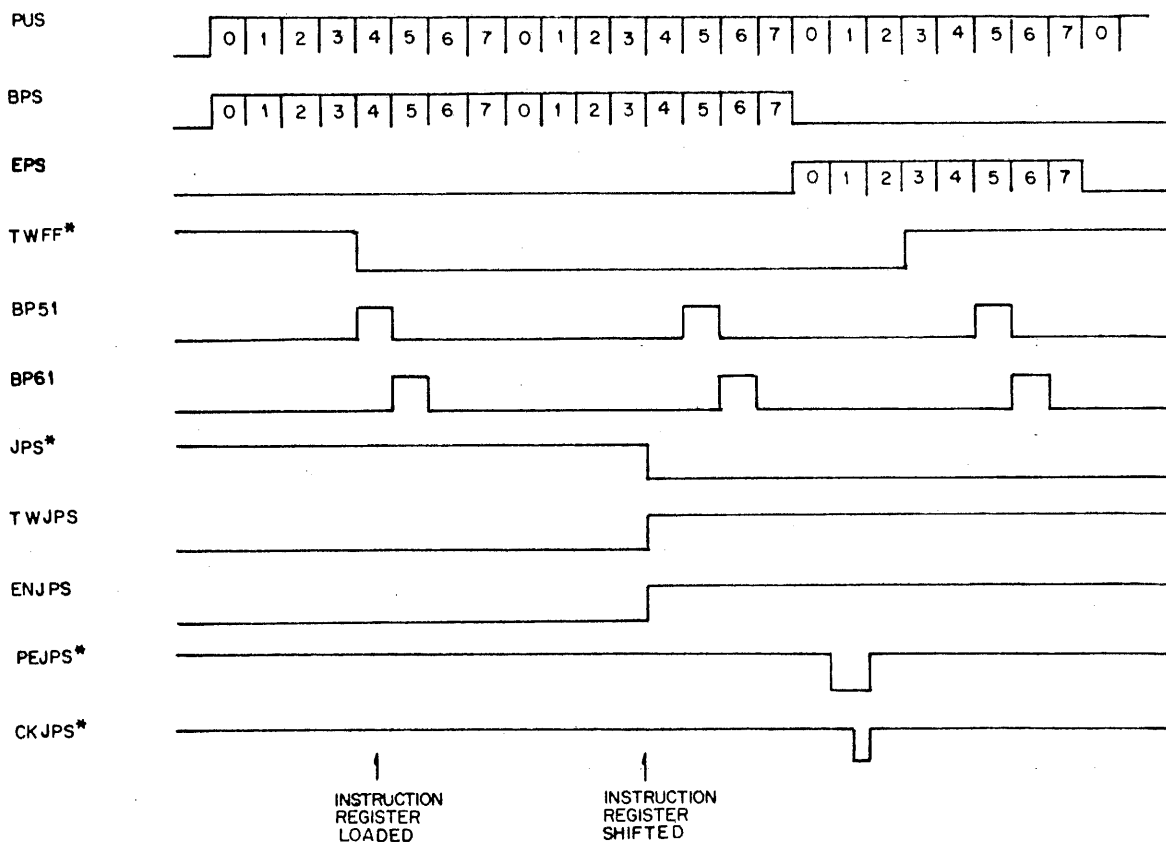 PUS 0 1 2 3 4 5 6 7 0 1 2 3 4 5 6 7 0 1 2 3 4 5 6 7 0
BPS 0 1 2 3 4 5 6 7 0 1 2 3 4 5 6 7
EPS 0 1 2 3 4 5 6 7
TWFF*
BP51
BP61
JPS*
TWJPS
ENJPS
PEJPS*
CKJPS*
INSTRUCTION
REGISTER
LOADED
INSTRUCTION
REGISTER
SHIFTED